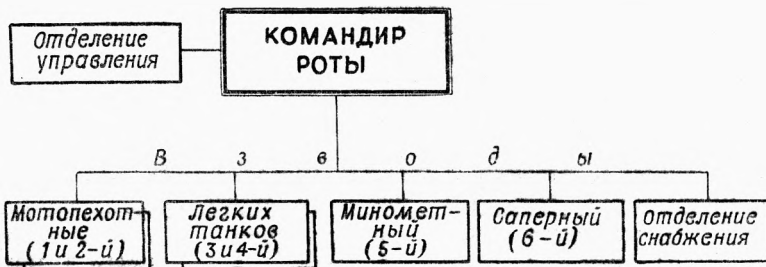 Отделение
управления
КОМАНДИР
РОТЫ
В з в о д ы
Мотопехот-
ные
(1 и 2-й)
Легких
танков
(3 и 4-й)
Миномет-
ный
(5-й)
Саперный
(6-й)
Отделение
снабжения